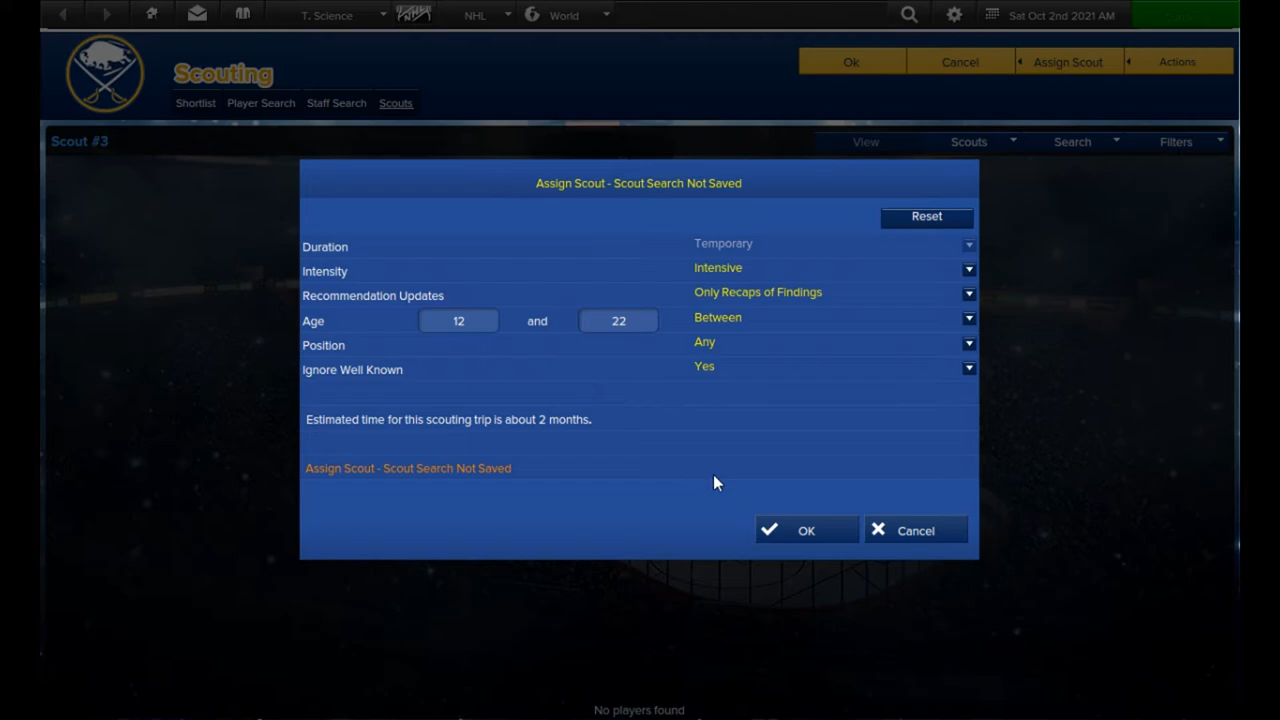 T. Science NHL World Sat Oct 2nd 2021 AM
Scouting
Ok Cancel Assign Scout Actions
Shortlist Player Search Staff Search Scouts
Scout #3 View Scouts Search Filters
Assign Scout - Scout Search Not Saved
Reset
Duration Temporary
Intensity Intensive
Recommendation Updates Only Recaps of Findings
Age 12 and 22 Between
Position Any
Ignore Well Known Yes
Estimated time for this scouting trip is about 2 months.
Assign Scout - Scout Search Not Saved
OK Cancel
No players found